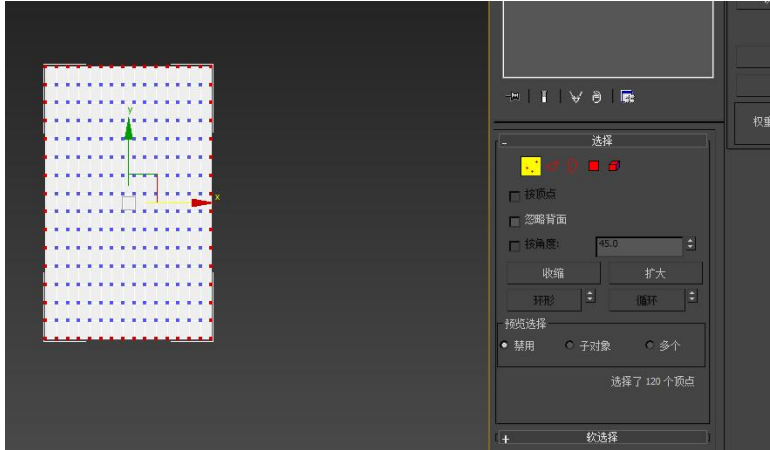 权重
- 选择
按顶点
忽略背面
按角度: 45.0
收缩 扩大
环形 循环
预览选择
禁用 子对象 多个
选择了 120 个顶点
+ 软选择
y
x